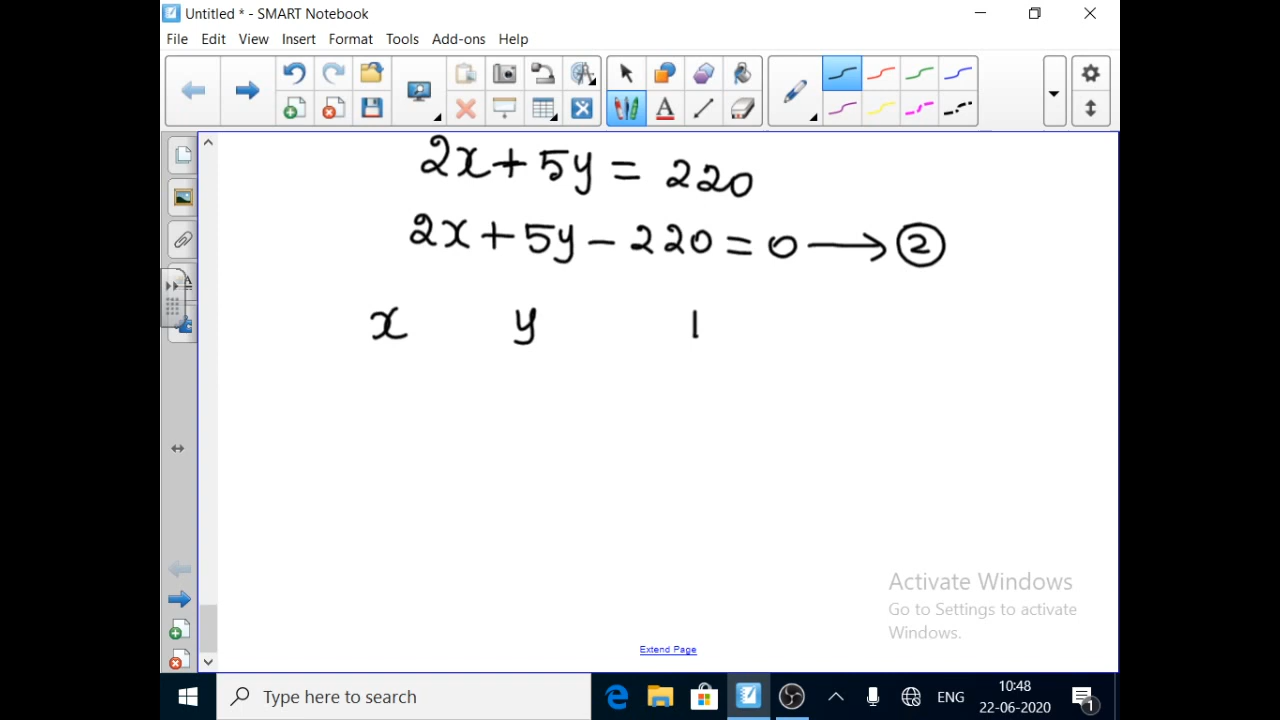 Untitled * - SMART Notebook
File Edit View Insert Format Tools Add-ons Help
2x + 5y = 220
2x + 5y - 220 = 0 → ②
x y 1
Activate Windows
Go to Settings to activate
Windows.
Extend Page
Type here to search
ENG
10:48
22-06-2020
1